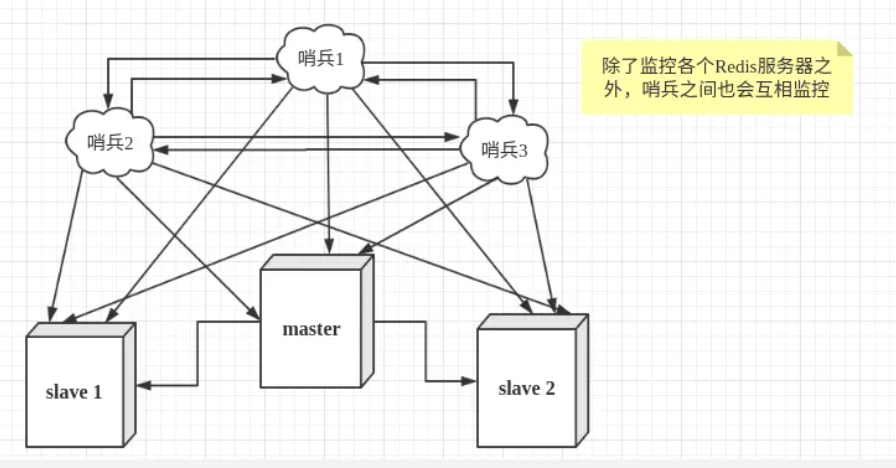 哨兵1
除了监控各个Redis服务器之
外，哨兵之间也会互相监控
哨兵2
哨兵3
master
slave 1
slave 2